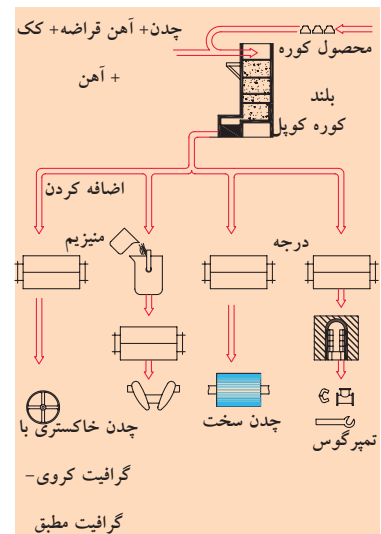 چدن+ آهن قراضه+ کک
محصول کوره
+ آهن
بلند
کوره کوپل
اضافه کردن
منیزیم
درجه
چدن خاکستری با
چدن سخت
تمپرگوس
گرافیت کروی–
گرافیت مطبق